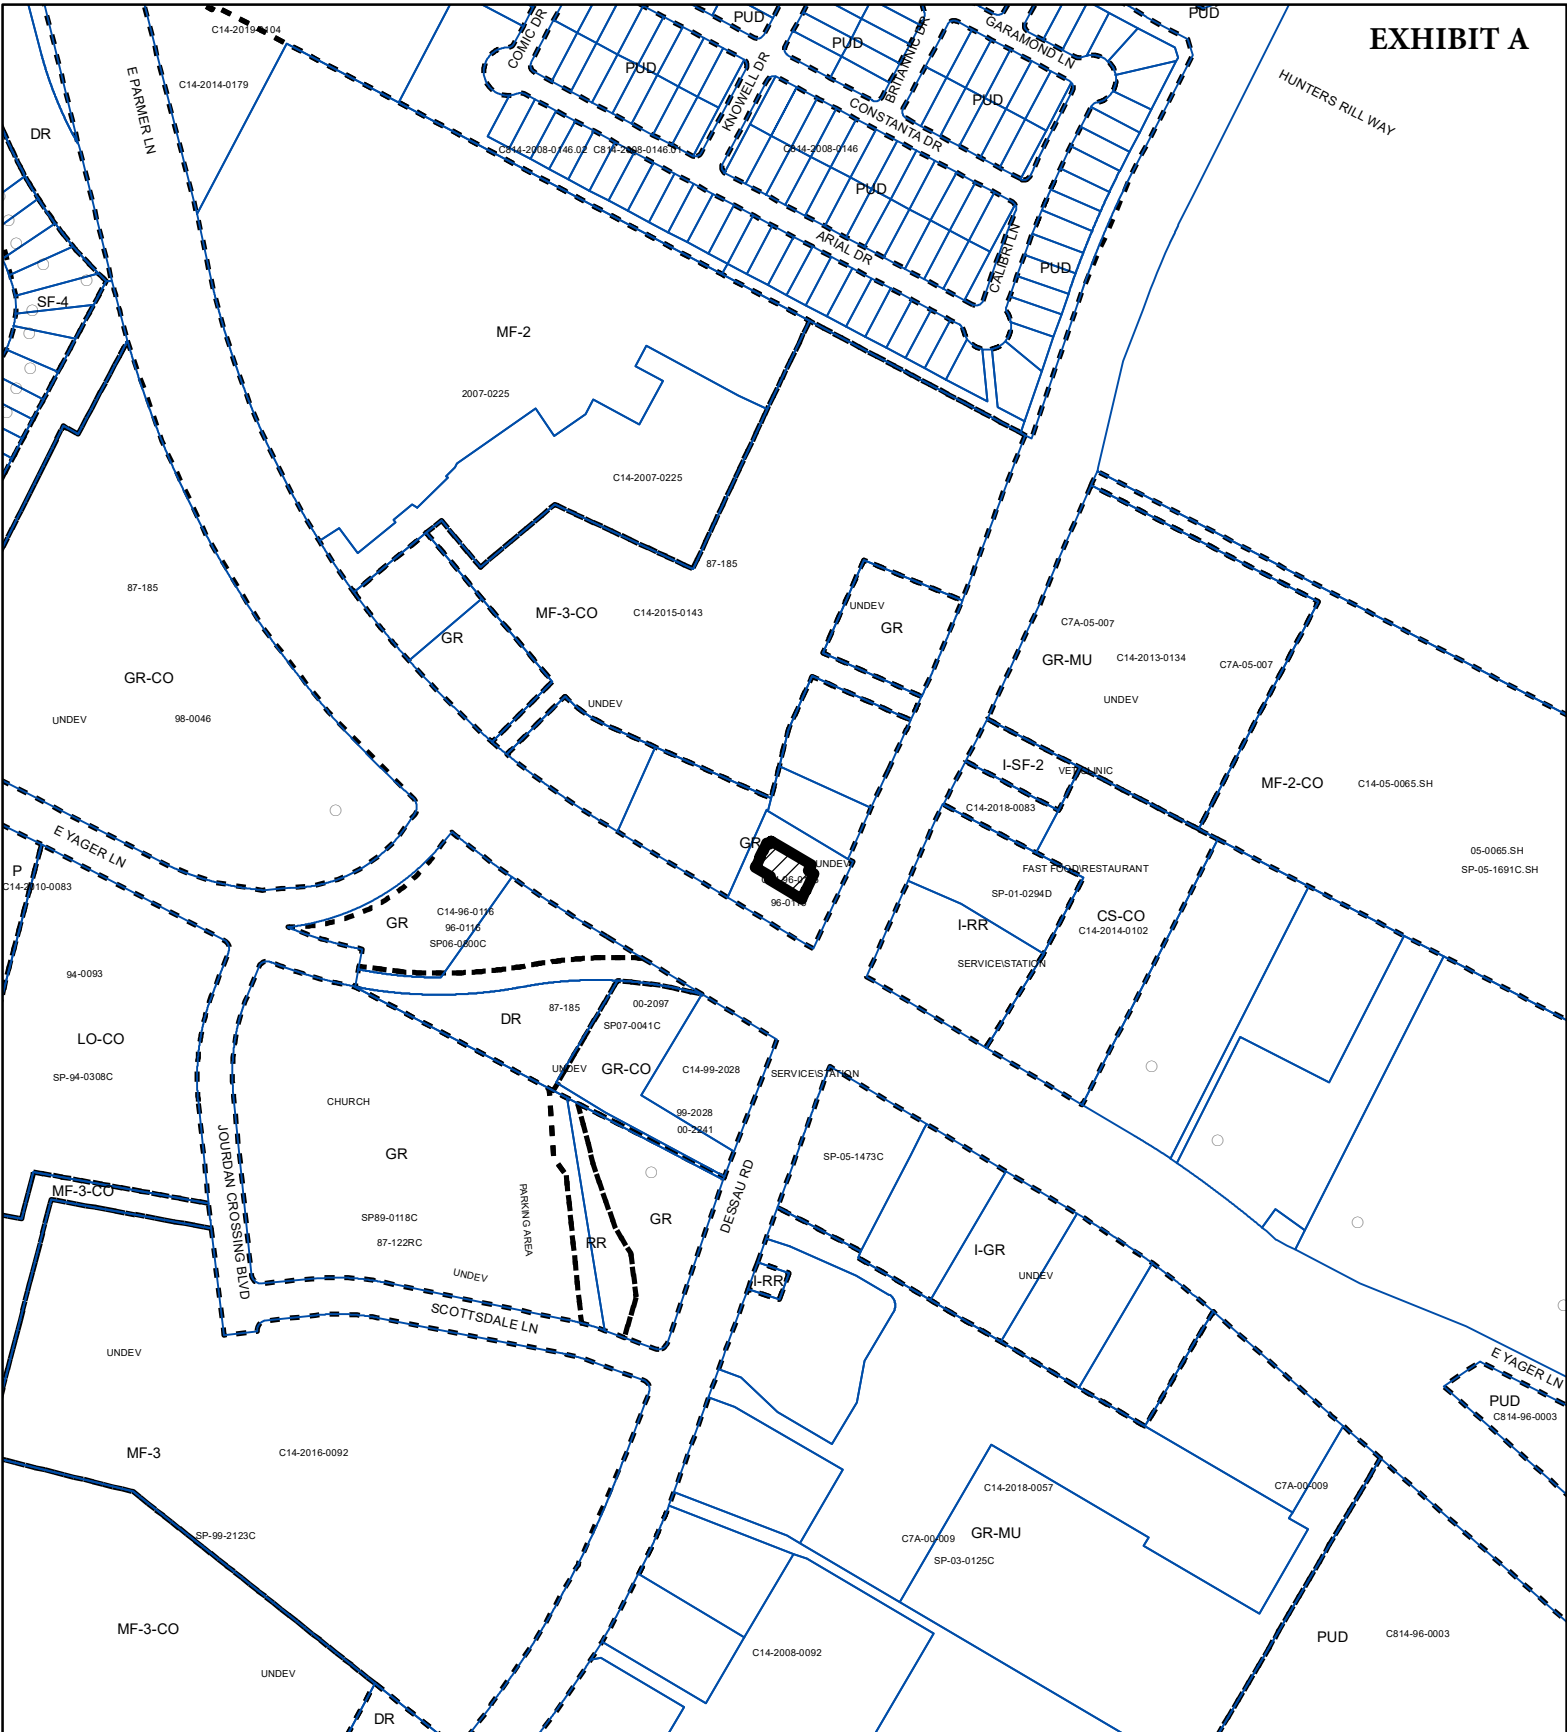 EXHIBIT A
C14-2019-0104
C14-2014-0179
E PARMER LN
DR
SF-4
COMIC DR
PUD
PUD
PUD
PUD
KNOWELL DR
BRITANNIC DR
GARAMOND LN
PUD
HUNTERS RILL WAY
CONSTANTA DR
C814-2008-0146.02
C814-2008-0146.01
C814-2008-0146
PUD
ARIAL DR
CALIBRI LN
PUD
MF-2
2007-0225
C14-2007-0225
87-185
87-185
MF-3-CO
C14-2015-0143
GR
UNDEV
GR
C7A-05-007
GR-MU
C14-2013-0134
C7A-05-007
UNDEV
GR-CO
UNDEV
98-0046
UNDEV
I-SF-2
VET CLINIC
MF-2-CO
C14-05-0065.SH
C14-2018-0083
E YAGER LN
P
C14-2010-0083
UNDEV
96-0116
FAST FOOD\RESTAURANT
SP-01-0294D
05-0065.SH
SP-05-1691C.SH
CS-CO
C14-2014-0102
I-RR
SERVICE\STATION
GR
C14-96-0116
96-0116
SP06-0800C
94-0093
LO-CO
SP-94-0308C
DR
87-185
00-2097
SP07-0041C
UNDEV
GR-CO
C14-99-2028
SERVICE\STATION
99-2028
00-2241
CHURCH
GR
JOURDAN CROSSING BLVD
PARKING AREA
SP-05-1473C
DESSAU RD
MF-3-CO
SP89-0118C
87-122RC
GR
RR
I-GR
UNDEV
UNDEV
I-RR
SCOTTSDALE LN
UNDEV
E YAGER LN
PUD
C814-96-0003
MF-3
C14-2016-0092
C14-2018-0057
C7A-00-009
SP-99-2123C
C7A-00-009
GR-MU
SP-03-0125C
MF-3-CO
UNDEV
C14-2008-0092
PUD
C814-96-0003
DR